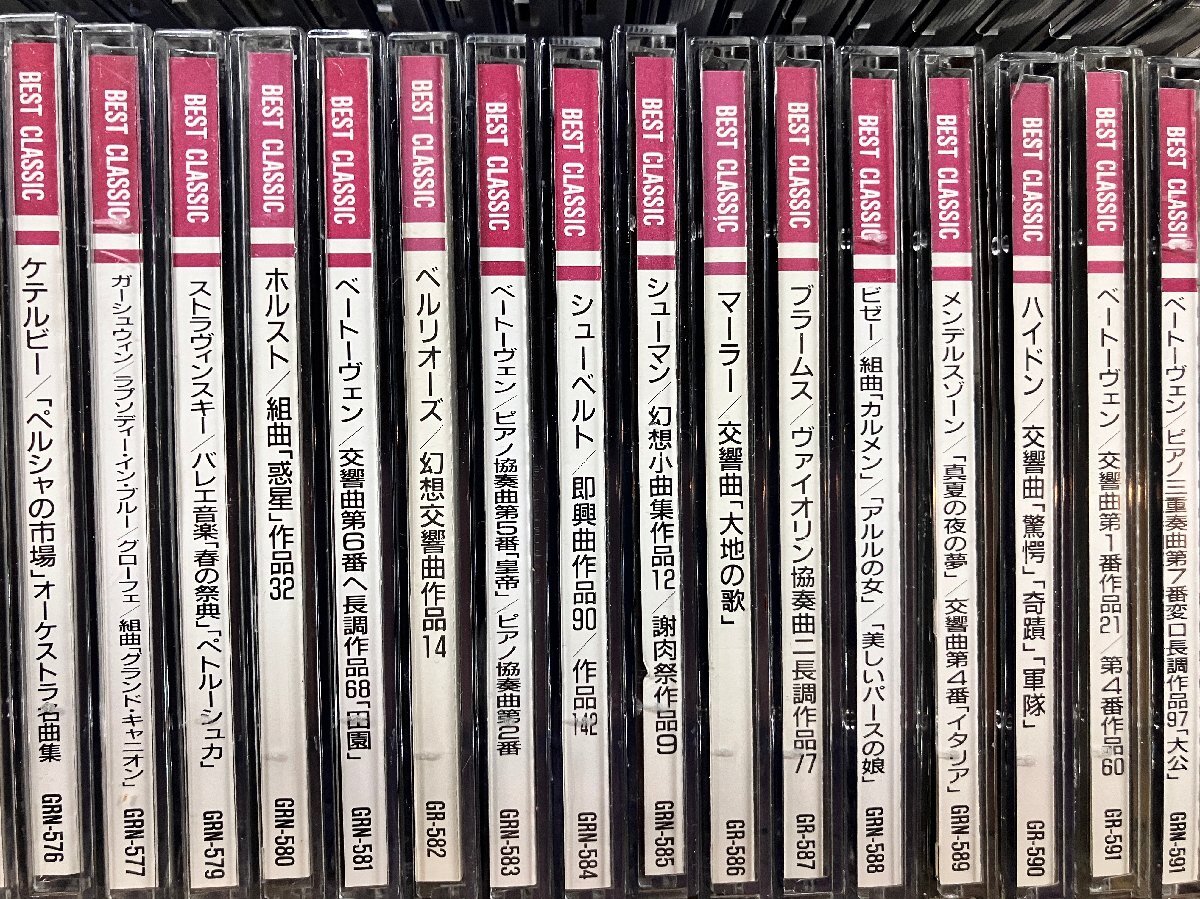 BEST CLASSIC ケテルビー/「ペルシャの市場」オーケストラ名曲集 GRN-576
BEST CLASSIC ガーシュウィン/ラプソディー・イン・ブルー/グローフェ/組曲「グランド・キャニオン」 GRN-577
BEST CLASSIC ストラヴィンスキー/バレエ音楽「春の祭典」「ペトルーシュカ」 GRN-579
BEST CLASSIC ホルスト/組曲「惑星」作品32 GRN-580
BEST CLASSIC ベートーヴェン/交響曲第6番ヘ長調作品68「田園」 GRN-581
BEST CLASSIC ベルリオーズ/幻想交響曲作品14 GR-582
BEST CLASSIC ベートーヴェン/ピアノ協奏曲第5番「皇帝」/ピアノ協奏曲第2番 GRN-583
BEST CLASSIC シューベルト/即興曲作品90/作品142 GRN-584
BEST CLASSIC シューマン/幻想小曲集作品12/謝肉祭作品9 GRN-585
BEST CLASSIC マーラー/交響曲「大地の歌」 GR-586
BEST CLASSIC ブラームス/ヴァイオリン協奏曲ニ長調作品77 GR-587
BEST CLASSIC ビゼー/組曲「カルメン」/「アルルの女」/「美しいパースの娘」 GRN-588
BEST CLASSIC メンデルスゾーン/「真夏の夜の夢」/交響曲第4番「イタリア」 GRN-589
BEST CLASSIC ハイドン/交響曲「驚愕」「奇蹟」「軍隊」 GR-590
BEST CLASSIC ベートーヴェン/交響曲第1番作品21/第4番作品60 GR-591
BEST CLASSIC ベートーヴェン/ピアノ三重奏曲第7番変ロ長調作品97「大公」 GRN-591